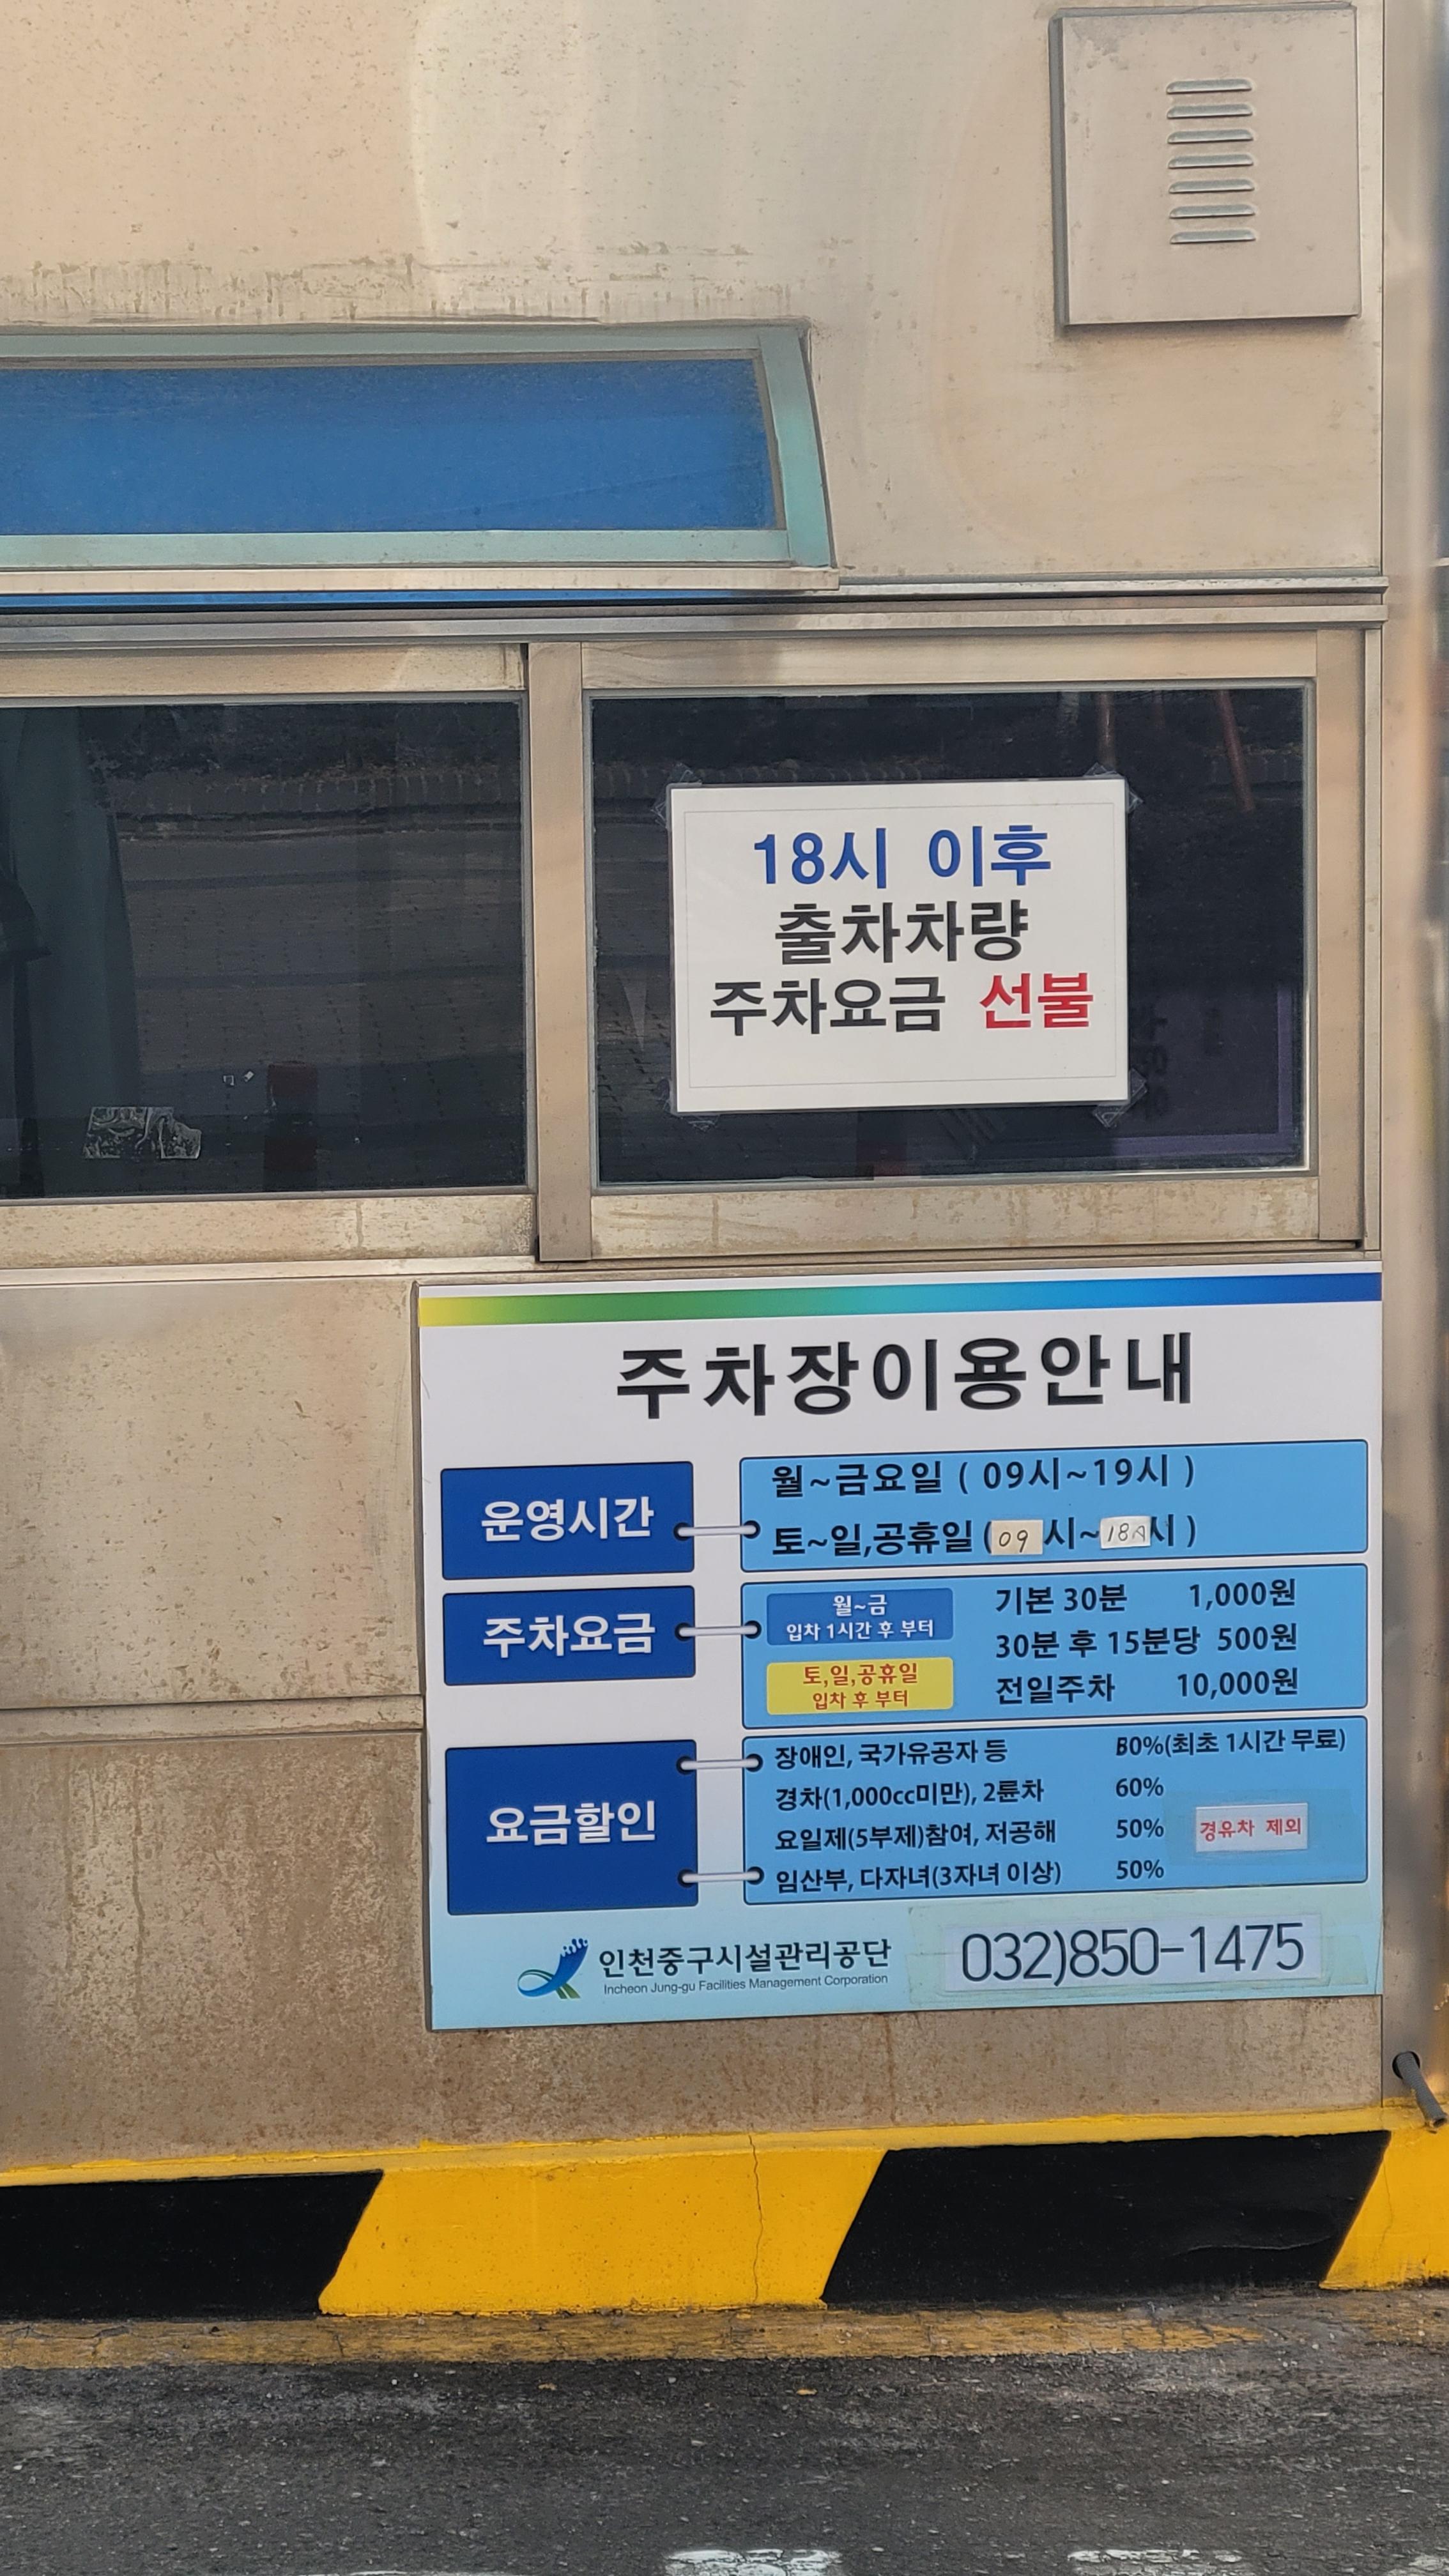 18시 이후
출차차량
주차요금 선불
주차장이용안내
운영시간
월~금요일 ( 09시~19시 )
토~일,공휴일 ( 09 시~ 18시 시 )
주차요금
월~금
입차 1시간 후 부터
토,일,공휴일
입차 후 부터
기본 30분 1,000원
30분 후 15분당 500원
전일주차 10,000원
요금할인
장애인, 국가유공자 등 80%(최초 1시간 무료)
경차(1,000cc미만), 2륜차 60%
요일제(5부제)참여, 저공해 50% 경유차 제외
임산부, 다자녀(3자녀 이상) 50%
인천중구시설관리공단
Incheon Jung-gu Facilities Management Corporation
032)850-1475